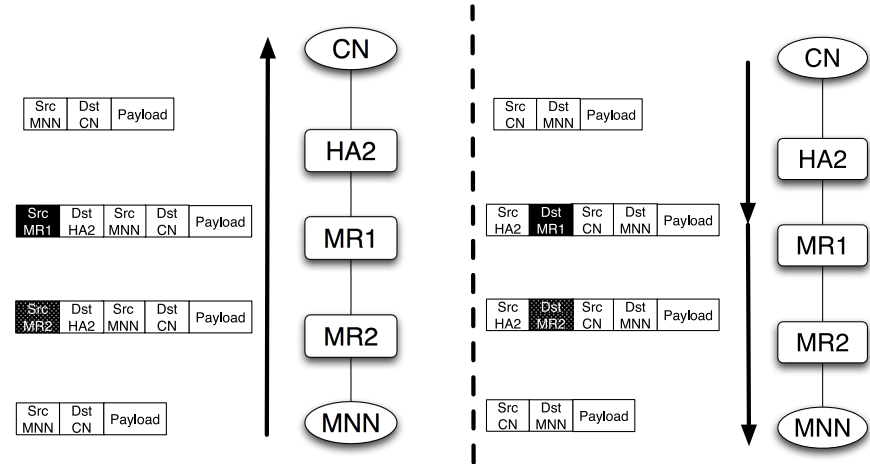 CN
Src Dst Payload
MNN CN
HA2
Src Dst Src Dst Payload
MR1 HA2 MNN CN
MR1
Src Dst Src Dst Payload
MR2 HA2 MNN CN
MR2
Src Dst Payload
MNN CN
MNN
CN
Src Dst Payload
CN MNN
HA2
Src Dst Src Dst Payload
HA2 MR1 CN MNN
MR1
Src Dst Src Dst Payload
HA2 MR2 CN MNN
MR2
Src Dst Payload
CN MNN
MNN